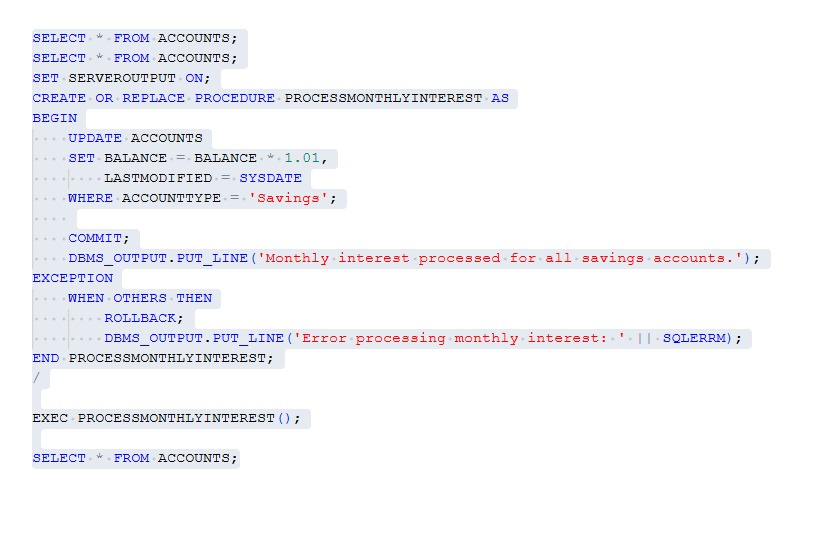 SELECT * FROM ACCOUNTS;
SELECT * FROM ACCOUNTS;
SET SERVEROUTPUT ON;
CREATE OR REPLACE PROCEDURE PROCESSMONTHLYINTEREST AS
BEGIN
    UPDATE ACCOUNTS
    SET BALANCE = BALANCE * 1.01,
        LASTMODIFIED = SYSDATE
    WHERE ACCOUNTTYPE = 'Savings';

    COMMIT;
    DBMS_OUTPUT.PUT_LINE('Monthly interest processed for all savings accounts.');
EXCEPTION
    WHEN OTHERS THEN
        ROLLBACK;
        DBMS_OUTPUT.PUT_LINE('Error processing monthly interest: ' || SQLERRM);
END PROCESSMONTHLYINTEREST;
/

EXEC PROCESSMONTHLYINTEREST();

SELECT * FROM ACCOUNTS;